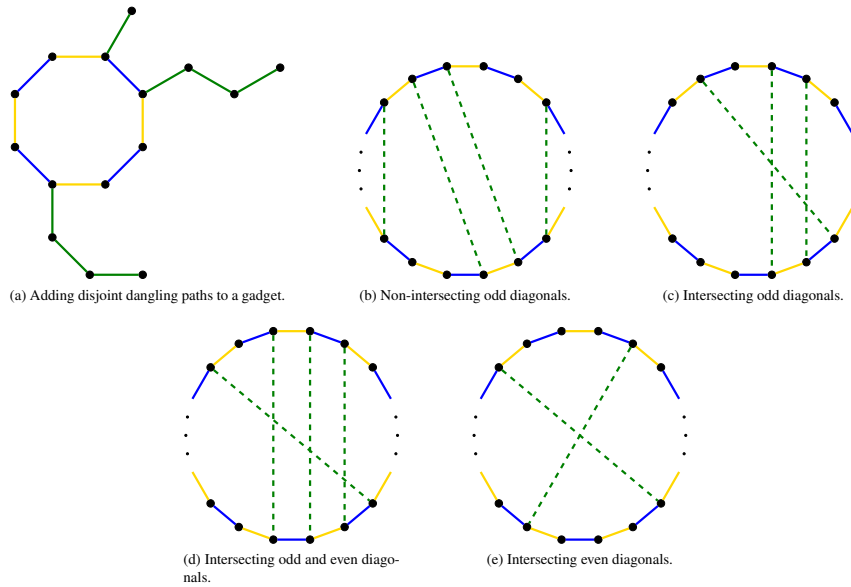 (a) Adding disjoint dangling paths to a gadget.
(b) Non-intersecting odd diagonals.
(c) Intersecting odd diagonals.
(d) Intersecting odd and even diago-
nals.
(e) Intersecting even diagonals.